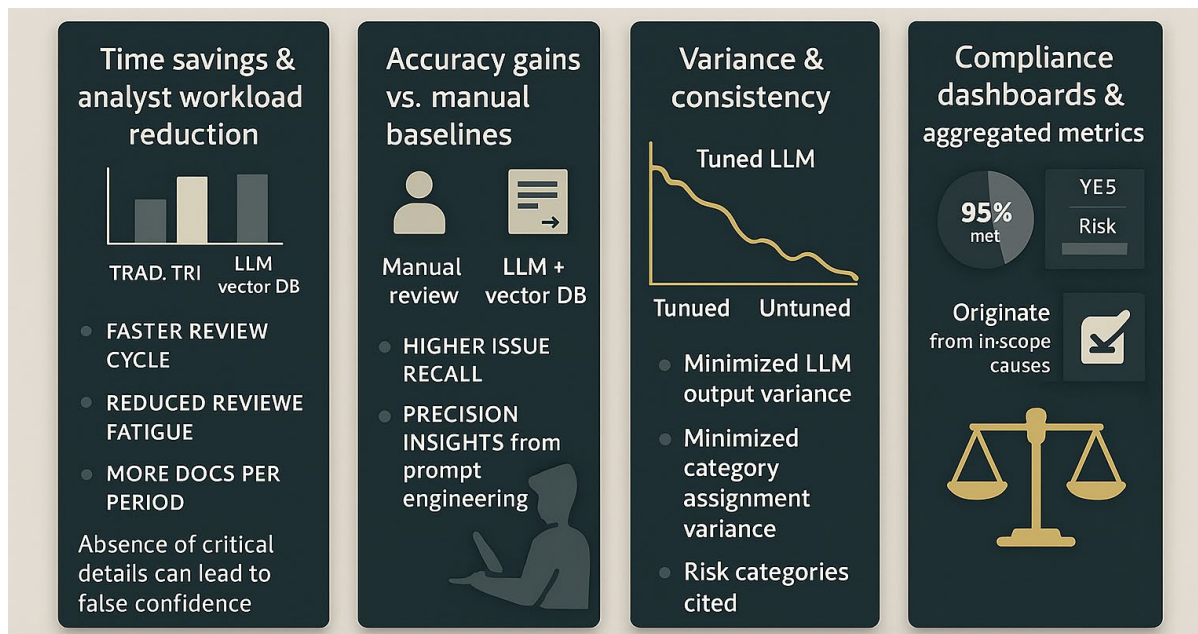 Time savings &
analyst workload
reduction
TRAD. TRI
LLM
vector DB
FASTER REVIEW
CYCLE
REDUCED REVIEWE
FATIGUE
MORE DOCS PER
PERIOD
Absence of critical
details can lead to
false confidence
Accuracy gains
vs. manual
baselines
Manual
review
LLM +
vector DB
HIGHER ISSUE
RECALL
PRECISION
INSIGHTS from
prompt
engineering
Variance &
consistency
Tuned LLM
Tunued
Untuned
Minimized LLM
output variance
Minimized
category
assignment
variance
Risk categories
cited
Compliance
dashboards &
aggregated metrics
95%
met
YE5
Risk
Originate
from in-scope
causes